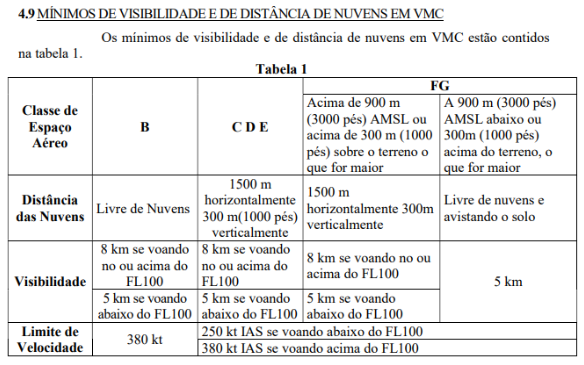 4.9 MÍNIMOS DE VISIBILIDADE E DE DISTÂNCIA DE NUVENS EM VMC
Os mínimos de visibilidade e de distância de nuvens em VMC estão contidos
na tabela 1.
Tabela 1
Classe de
Espaço
Aéreo
B
C D E
FG
Acima de 900 m
(3000 pés) AMSL ou
acima de 300 m (1000
pés) sobre o terreno o
que for maior
A 900 m (3000 pés)
AMSL abaixo ou
300m (1000 pés)
acima do terreno, o
que for maior
Distância
das Nuvens
Livre de Nuvens
1500 m
horizontalmente
300 m(1000 pés)
verticalmente
1500 m
horizontalmente 300m
verticalmente
Livre de nuvens e
avistando o solo
Visibilidade
8 km se voando
no ou acima do
FL100
8 km se voando
no ou acima do
FL100
8 km se voando no ou
acima do FL100
5 km
5 km se voando
abaixo do FL100
5 km se voando
abaixo do FL100
5 km se voando
abaixo do FL100
Limite de
Velocidade
380 kt
250 kt IAS se voando abaixo do FL100
380 kt IAS se voando acima do FL100